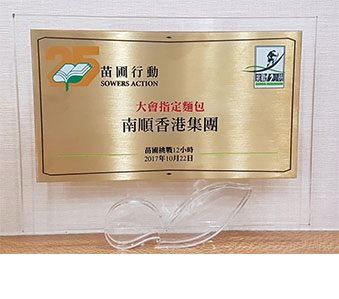 25
苗圃行動
SOWERS ACTION
大會指定麵包
南順香港集團
苗圃挑戰12小時
2017年10月22日